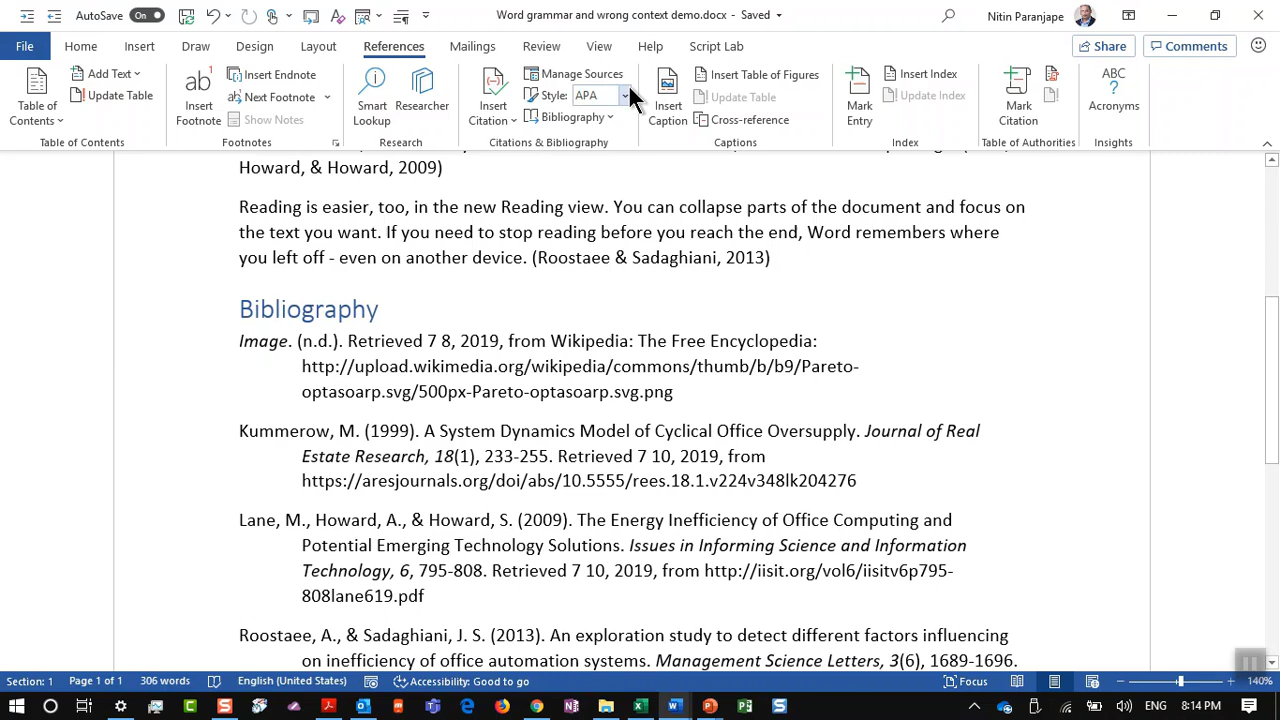 AutoSave On
Word grammar and wrong context demo.docx - Saved
Nitin Paranjape
File Home Insert Draw Design Layout References Mailings Review View Help Script Lab
Share Comments
Table of Contents
Add Text
Update Table
Table of Contents
ab1
Insert Footnote
Insert Endnote
Next Footnote
Show Notes
Footnotes
Smart Lookup
Researcher
Research
Insert Citation
Manage Sources
Style: APA
Bibliography
Citations & Bibliography
Insert Caption
Insert Table of Figures
Update Table
Cross-reference
Captions
Mark Entry
Insert Index
Update Index
Index
Mark Citation
Table of Authorities
ABC
?
Acronyms
Insights
Howard, & Howard, 2009)
Reading is easier, too, in the new Reading view. You can collapse parts of the document and focus on
the text you want. If you need to stop reading before you reach the end, Word remembers where
you left off - even on another device. (Roostaee & Sadaghiani, 2013)
Bibliography
Image. (n.d.). Retrieved 7 8, 2019, from Wikipedia: The Free Encyclopedia:
http://upload.wikimedia.org/wikipedia/commons/thumb/b/b9/Pareto-
optasoarp.svg/500px-Pareto-optasoarp.svg.png
Kummerow, M. (1999). A System Dynamics Model of Cyclical Office Oversupply. Journal of Real
Estate Research, 18(1), 233-255. Retrieved 7 10, 2019, from
https://aresjournals.org/doi/abs/10.5555/rees.18.1.v224v348lk204276
Lane, M., Howard, A., & Howard, S. (2009). The Energy Inefficiency of Office Computing and
Potential Emerging Technology Solutions. Issues in Informing Science and Information
Technology, 6, 795-808. Retrieved 7 10, 2019, from http://iisit.org/vol6/iisitv6p795-
808lane619.pdf
Roostaee, A., & Sadaghiani, J. S. (2013). An exploration study to detect different factors influencing
on inefficiency of office automation systems. Management Science Letters, 3(6), 1689-1696.
Section: 1 Page 1 of 1 306 words English (United States) Accessibility: Good to go Focus 140%
ENG 8:14 PM